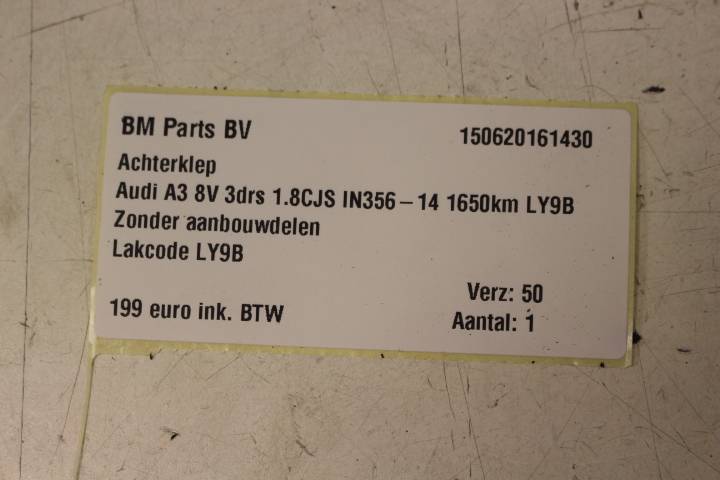 BM Parts BV 150620161430
Achterklep
Audi A3 8V 3drs 1.8CJS IN356-14 1650km LY9B
Zonder aanbouwdelen
Lakcode LY9B
Verz: 50
199 euro ink. BTW Aantal: 1